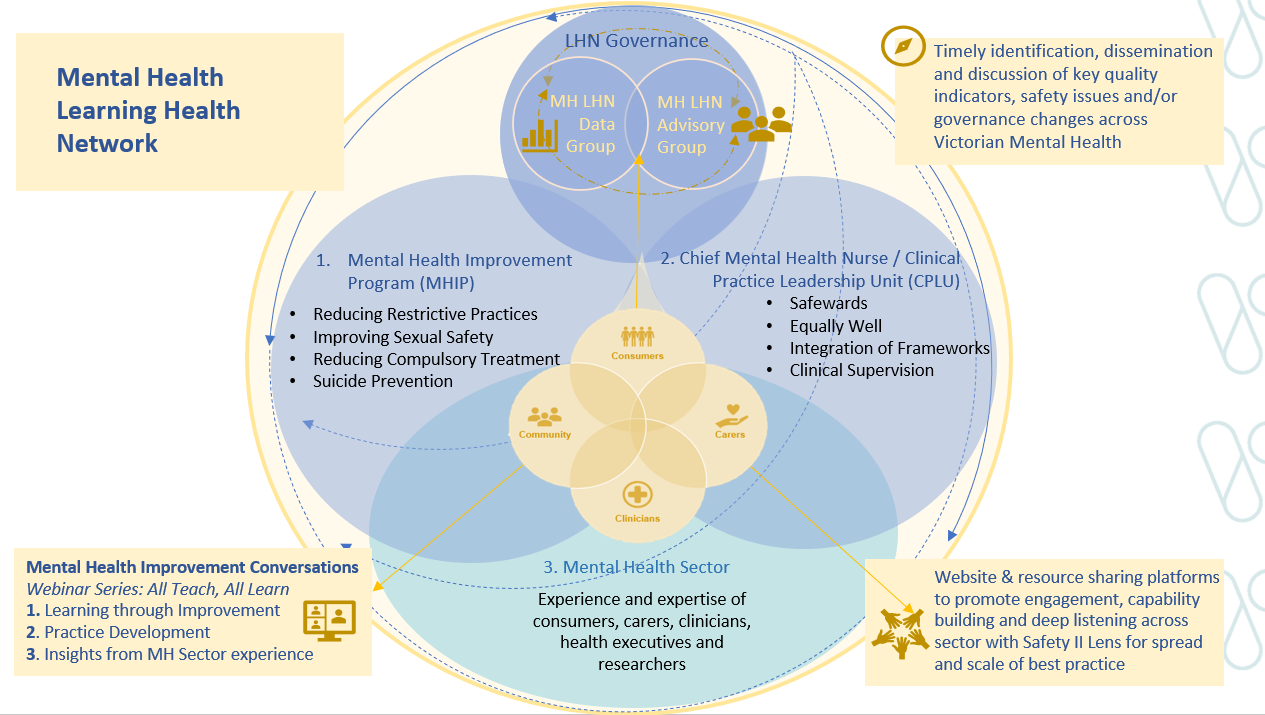 Mental Health
Learning Health
Network
LHN Governance
MH LHN
Data
Group
MH LHN
Advisory
Group
Timely identification, dissemination
and discussion of key quality
indicators, safety issues and/or
governance changes across
Victorian Mental Health
1. Mental Health Improvement
Program (MHIP)
• Reducing Restrictive Practices
• Improving Sexual Safety
• Reducing Compulsory Treatment
• Suicide Prevention
2. Chief Mental Health Nurse / Clinical
Practice Leadership Unit (CPLU)
• Safewards
• Equally Well
• Integration of Frameworks
• Clinical Supervision
Consumers
Community
Carers
Clinicians
3. Mental Health Sector
Experience and expertise of
consumers, carers, clinicians,
health executives and
researchers
Mental Health Improvement Conversations
Webinar Series: All Teach, All Learn
1. Learning through Improvement
2. Practice Development
3. Insights from MH Sector experience
Website & resource sharing platforms
to promote engagement, capability
building and deep listening across
sector with Safety II Lens for spread
and scale of best practice